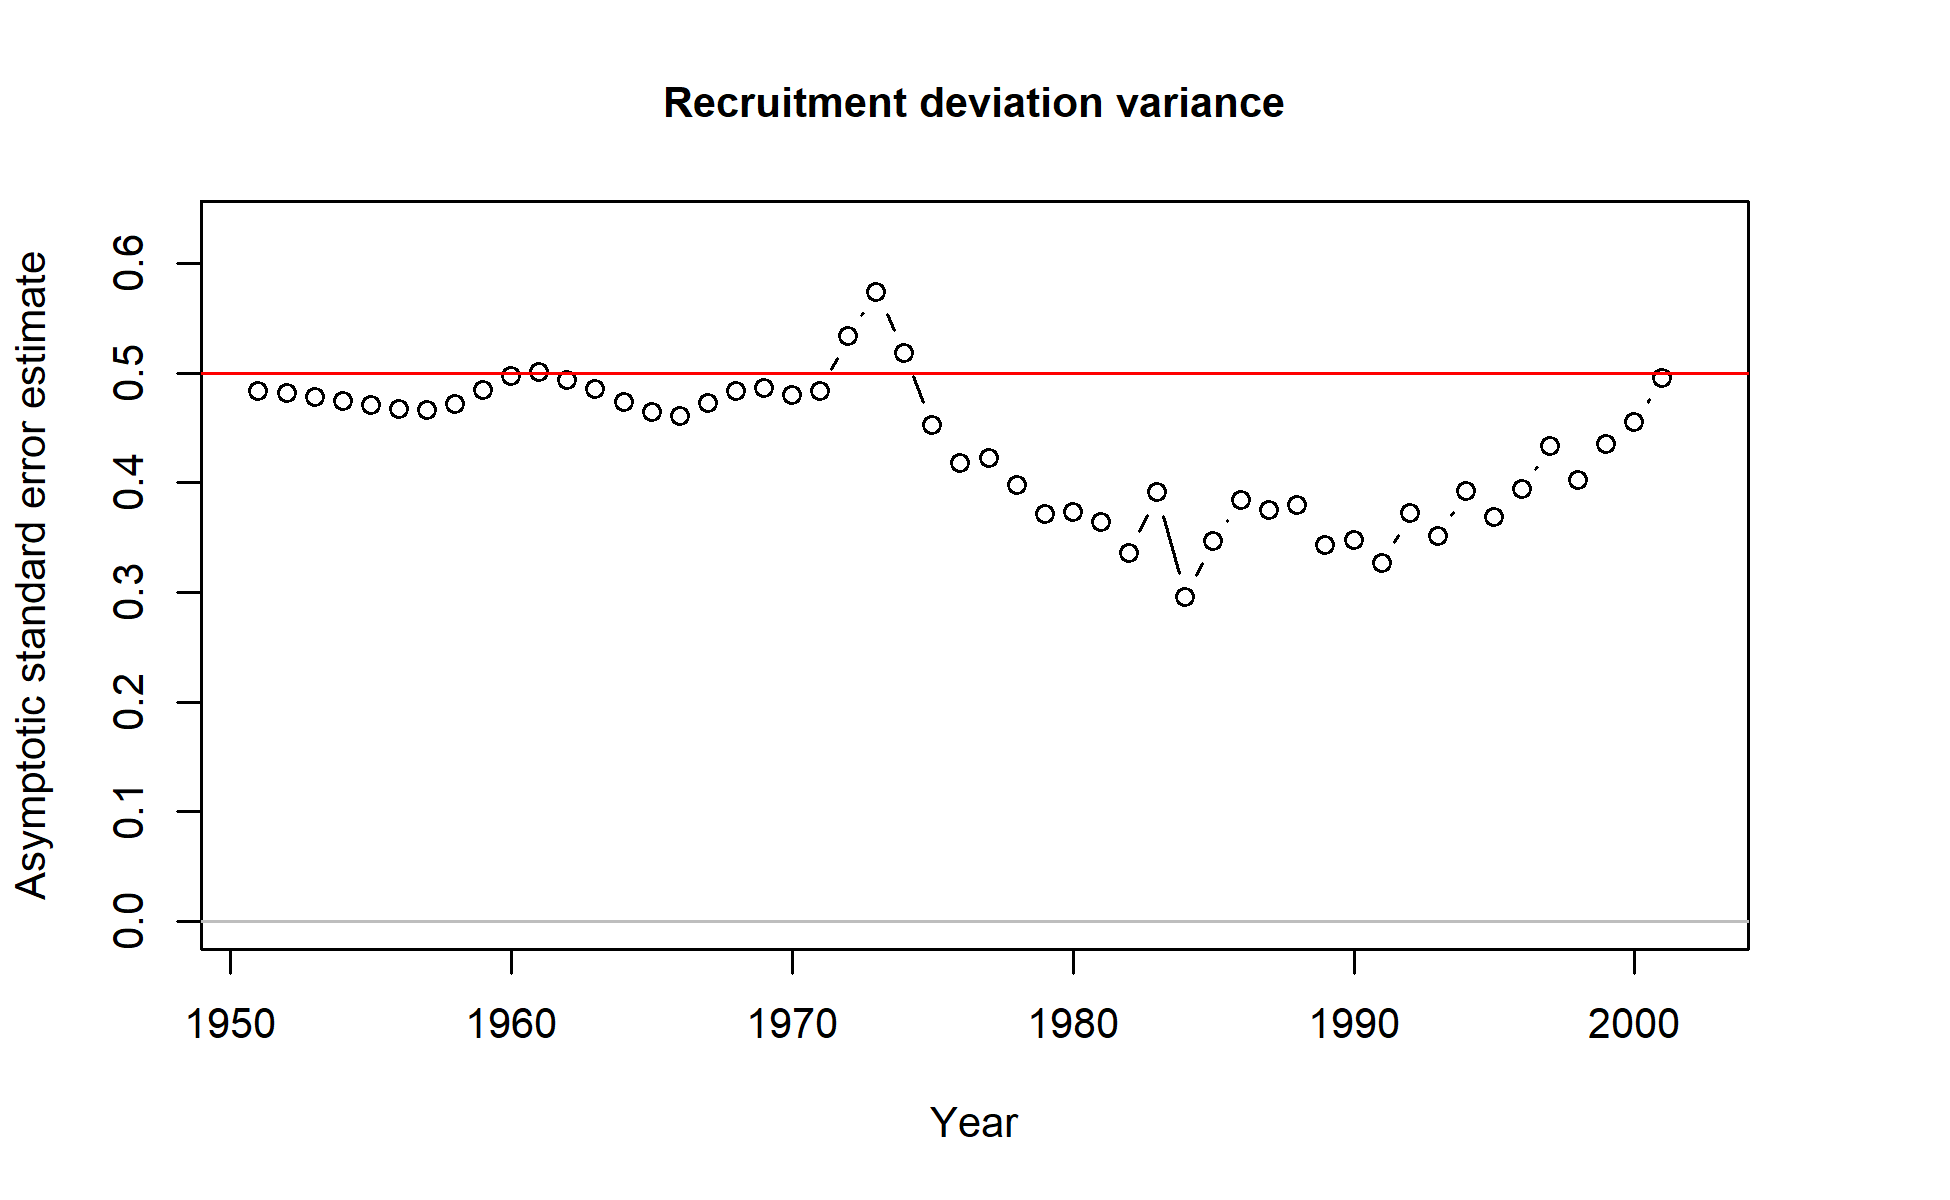 Recruitment deviation variance
Asymptotic standard error estimate
0.6
0.5
0.4
0.3
0.2
0.1
0.0
1950 1960 1970 1980 1990 2000
Year